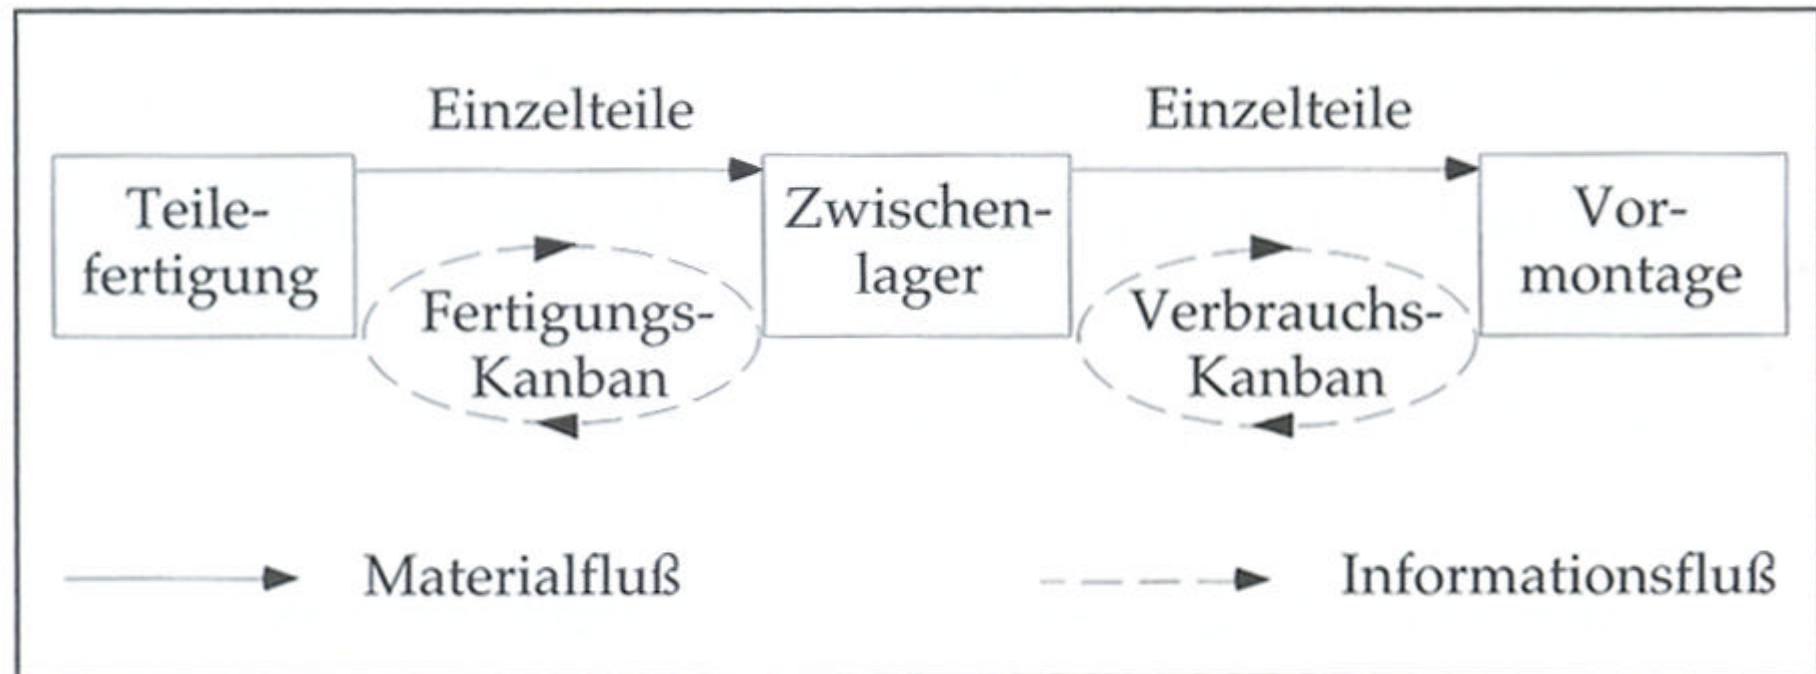 Einzelteile
Einzelteile
Teile-
fertigung
Zwischen-
lager
Vor-
montage
Fertigungs-
Kanban
Verbrauchs-
Kanban
Materialfluß
Informationsfluß